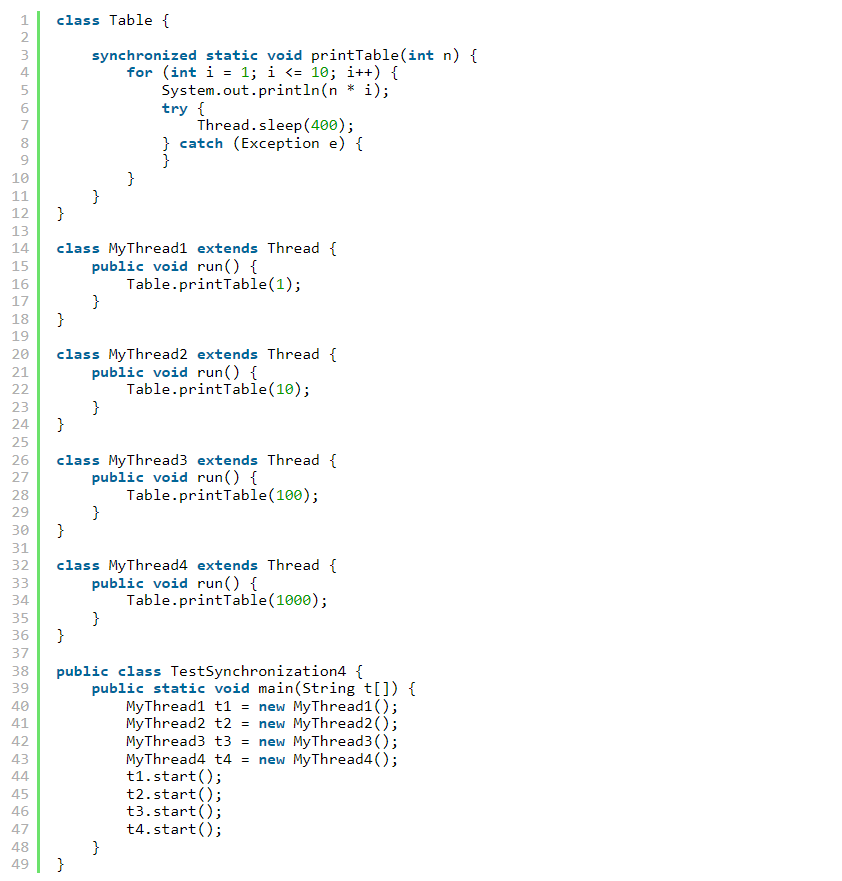 1 class Table {
2
3     synchronized static void printTable(int n) {
4         for (int i = 1; i <= 10; i++) {
5             System.out.println(n * i);
6             try {
7                 Thread.sleep(400);
8             } catch (Exception e) {
9             }
10         }
11     }
12 }
13
14 class MyThread1 extends Thread {
15     public void run() {
16         Table.printTable(1);
17     }
18 }
19
20 class MyThread2 extends Thread {
21     public void run() {
22         Table.printTable(10);
23     }
24 }
25
26 class MyThread3 extends Thread {
27     public void run() {
28         Table.printTable(100);
29     }
30 }
31
32 class MyThread4 extends Thread {
33     public void run() {
34         Table.printTable(1000);
35     }
36 }
37
38 public class TestSynchronization4 {
39     public static void main(String t[]) {
40         MyThread1 t1 = new MyThread1();
41         MyThread2 t2 = new MyThread2();
42         MyThread3 t3 = new MyThread3();
43         MyThread4 t4 = new MyThread4();
44         t1.start();
45         t2.start();
46         t3.start();
47         t4.start();
48     }
49 }